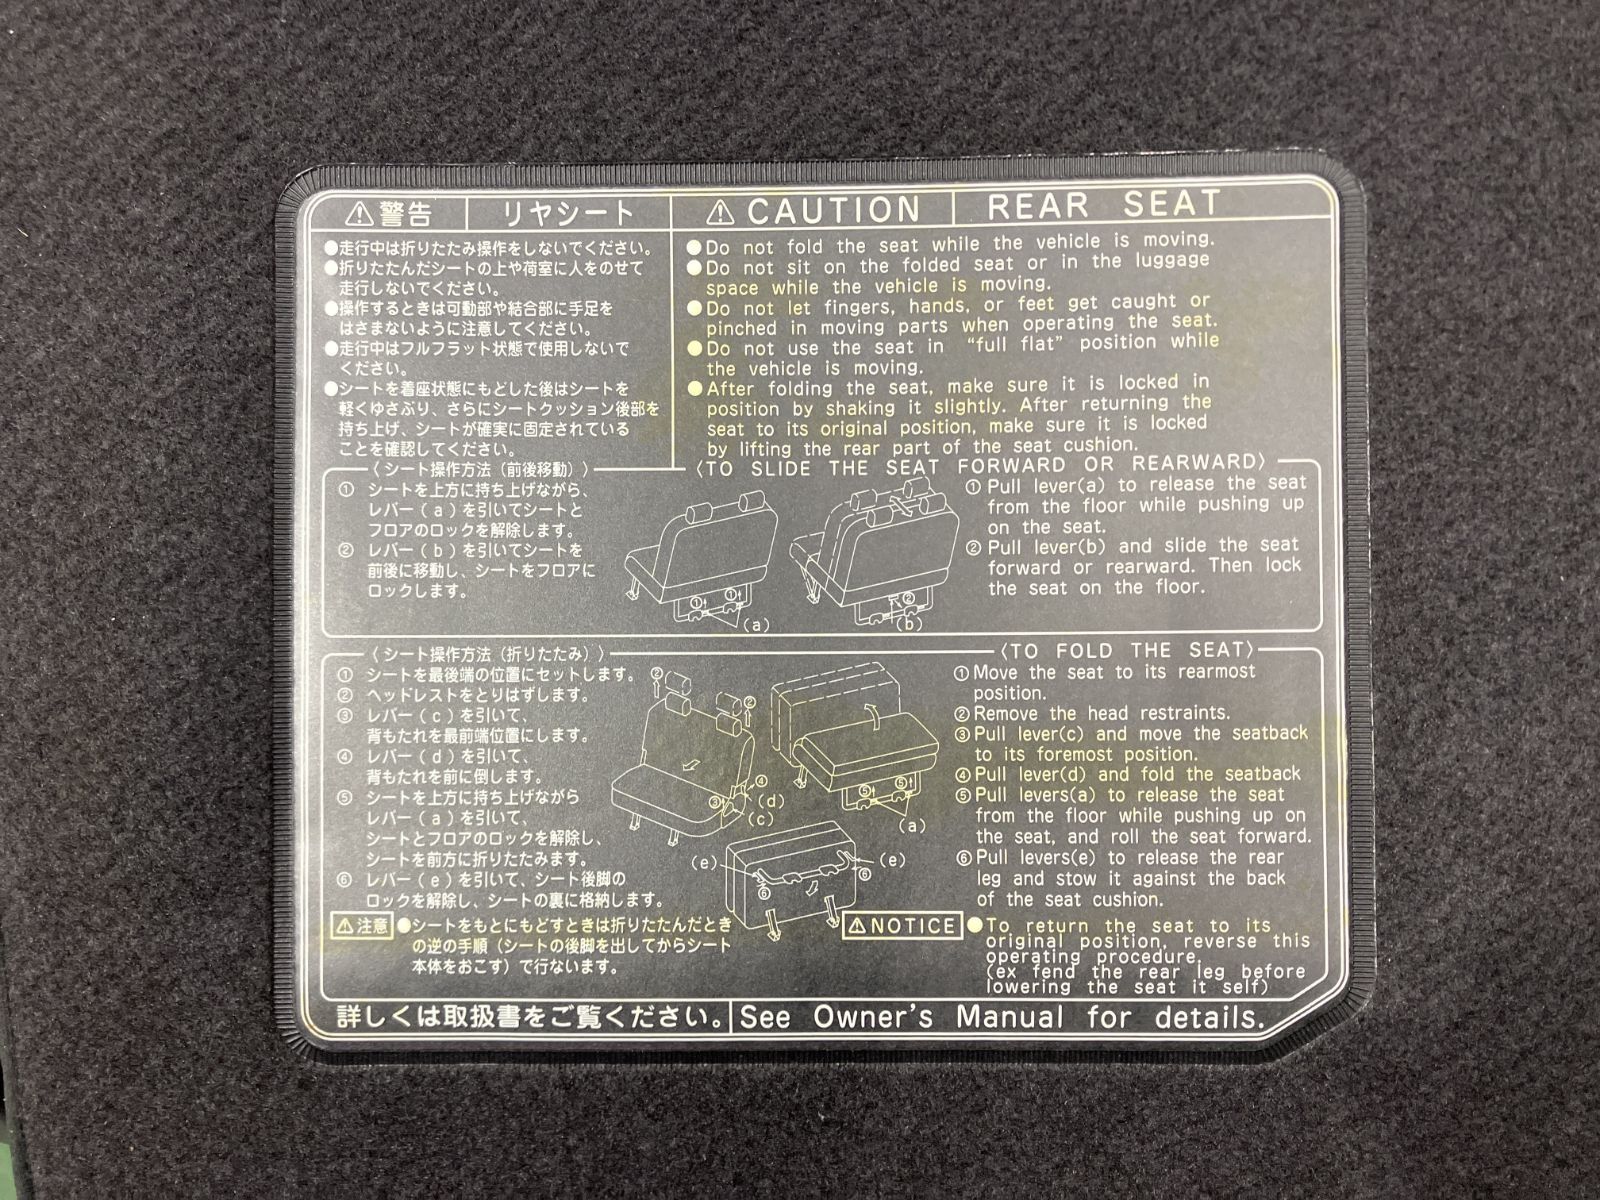 ⚠警告 リヤシート
●走行中は折りたたみ操作をしないでください。
●折りたたんだシートの上や荷室に人をのせて
走行しないでください。
●操作するときは可動部や結合部に手足を
はさまないように注意してください。
●走行中はフルフラット状態で使用しないで
ください。
●シートを着座状態にもどした後はシートを
軽くゆさぶり、さらにシートクッション後部を
持ち上げ、シートが確実に固定されている
ことを確認してください。
⚠CAUTION REAR SEAT
●Do not fold the seat while the vehicle is moving.
●Do not sit on the folded seat or in the luggage
space while the vehicle is moving.
●Do not let fingers, hands, or feet get caught or
pinched in moving parts when operating the seat.
●Do not use the seat in “full flat” position while
the vehicle is moving.
●After folding the seat, make sure it is locked in
position by shaking it slightly. After returning the
seat to its original position, make sure it is locked
by lifting the rear part of the seat cushion.
〈シート操作方法（前後移動）〉
① シートを上方に持ち上げながら、
レバー（a）を引いてシートと
フロアのロックを解除します。
② レバー（b）を引いてシートを
前後に移動し、シートをフロアに
ロックします。
① ① (a)
② (b)
〈TO SLIDE THE SEAT FORWARD OR REARWARD〉
① Pull lever(a) to release the seat
from the floor while pushing up
on the seat.
② Pull lever(b) and slide the seat
forward or rearward. Then lock
the seat on the floor.
〈シート操作方法（折りたたみ）〉
① シートを最後端の位置にセットします。
② ヘッドレストをとりはずします。
③ レバー（c）を引いて、
背もたれを最前端位置にします。
④ レバー（d）を引いて、
背もたれを前に倒します。
⑤ シートを上方に持ち上げながら
レバー（a）を引いて、
シートとフロアのロックを解除し、
シートを前方に折りたたみます。
⑥ レバー（e）を引いて、シート後脚の
ロックを解除し、シートの裏に格納します。
② ②
③ ④ (d)
(c)
⑤ ⑤
(a)
(e) (e)
⑥ ⑥
〈TO FOLD THE SEAT〉
① Move the seat to its rearmost
position.
② Remove the head restraints.
③ Pull lever(c) and move the seatback
to its foremost position.
④ Pull lever(d) and fold the seatback
⑤ Pull levers(a) to release the seat
from the floor while pushing up on
the seat, and roll the seat forward.
⑥ Pull levers(e) to release the rear
leg and stow it against the back
of the seat cushion.
⚠注意 ●シートをもとにもどすときは折りたたんだとき
の逆の手順（シートの後脚を出してからシート
本体をおこす）で行ないます。
⚠NOTICE ●To return the seat to its
original position, reverse this
operating procedure.
(ex fend the rear leg before
lowering the seat it self)
詳しくは取扱書をご覧ください。
See Owner's Manual for details.